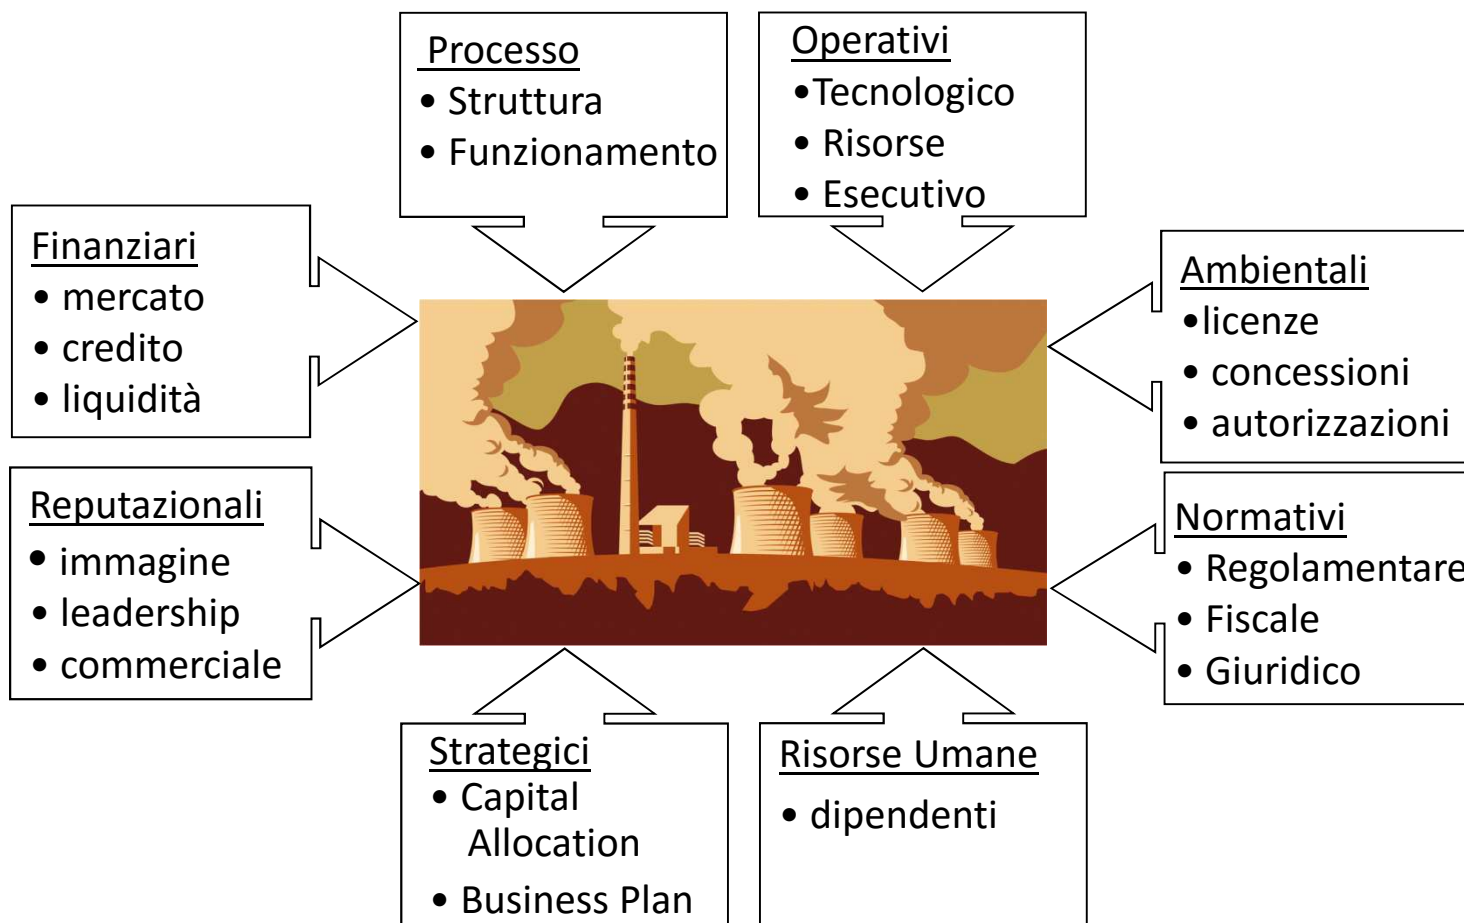 Processo
• Struttura
• Funzionamento
Operativi
•Tecnologico
• Risorse
• Esecutivo
Finanziari
• mercato
• credito
• liquidità
Ambientali
•licenze
• concessioni
• autorizzazioni
Reputazionali
• immagine
• leadership
• commerciale
Normativi
• Regolamentare
• Fiscale
• Giuridico
Strategici
• Capital
Allocation
• Business Plan
Risorse Umane
• dipendenti